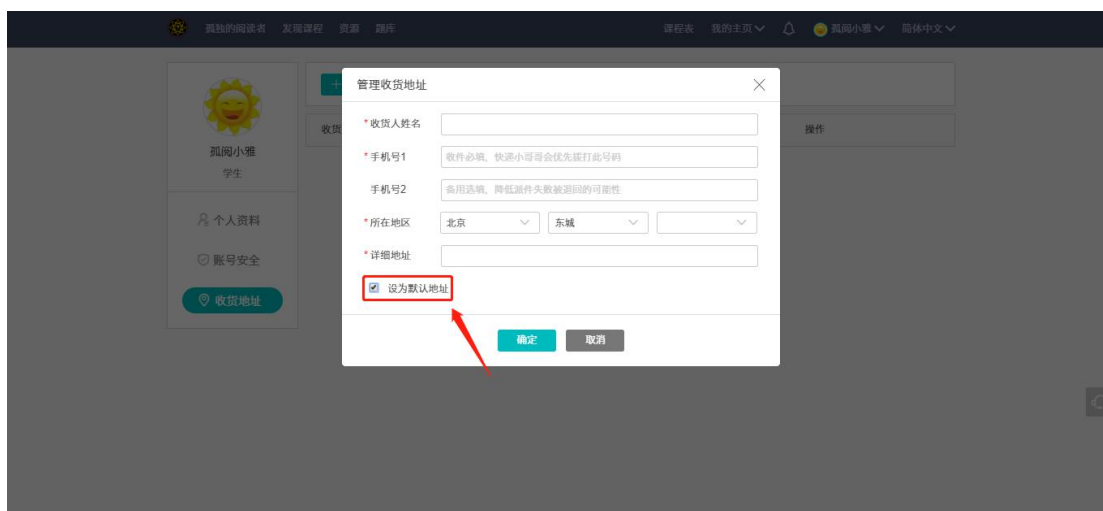 孤独的阅读者 发现课程 资源 题库 课程表 我的主页 孤阅小雅 简体中文
孤阅小雅
学生
个人资料
账号安全
收货地址
收货
操作
管理收货地址
*收货人姓名
*手机号1 收件必填，快递小哥哥会优先拨打此号码
手机号2 备用选填，降低派件失败被退回的可能性
*所在地区 北京 东城
*详细地址
设为默认地址
确定 取消